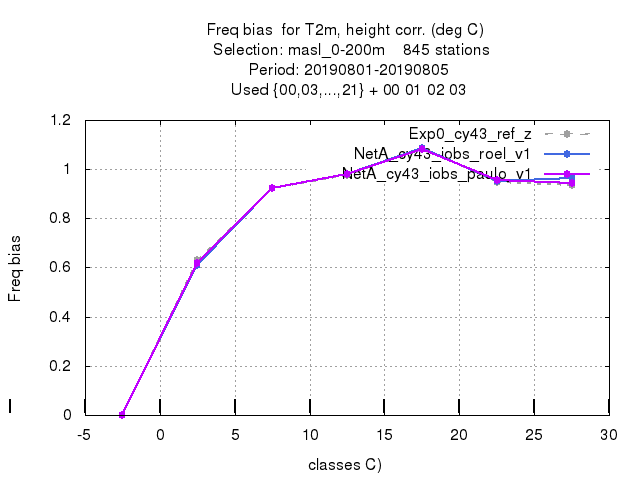 Freq bias  for T2m, height corr. (deg C)
Selection: masl_0-200m    845 stations
Period: 20190801-20190805
Used {00,03,...,21} + 00 01 02 03
1.2
1
0.8
0.6
0.4
0.2
0
Exp0_cy43_ref_z
NetA_cy43_iobs_roel_v1
NetA_cy43_iobs_paulo_v1
Freq bias
-5 0 5 10 15 20 25 30
classes C)